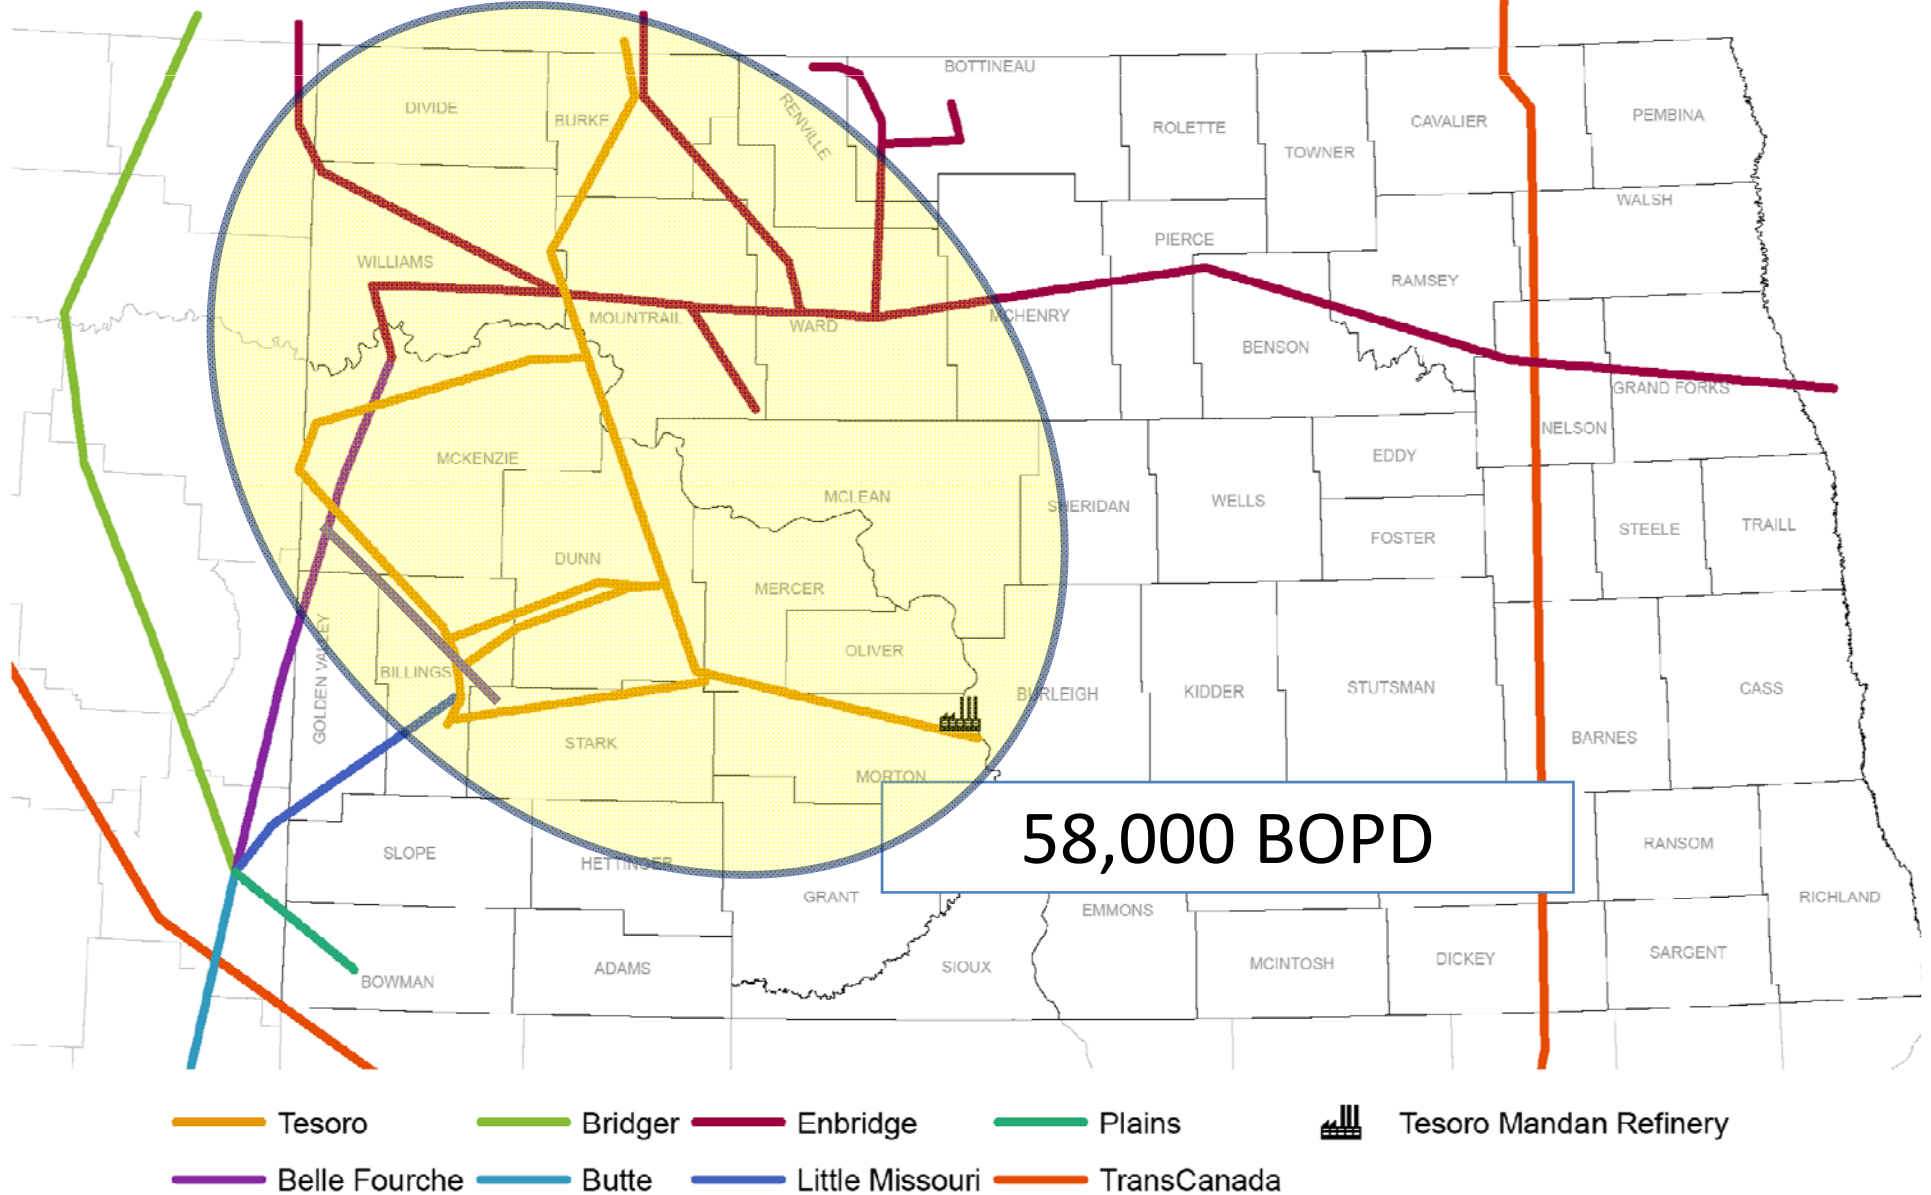 BOTTINEAU
DIVIDE
BURKE
RENVILLE
ROLETTE
TOWNER
CAVALIER
PEMBINA
WALSH
PIERCE
WILLIAMS
RAMSEY
MOUNTRAIL
WARD
MCHENRY
BENSON
GRAND FORKS
NELSON
MCKENZIE
EDDY
MCLEAN
SHERIDAN
WELLS
FOSTER
STEELE
TRAILL
DUNN
MERCER
GOLDEN VALLEY
BILLINGS
OLIVER
BURLEIGH
KIDDER
STUTSMAN
CASS
STARK
BARNES
MORTON
58,000 BOPD
SLOPE
HETTINGER
RANSOM
GRANT
EMMONS
RICHLAND
BOWMAN
ADAMS
SIOUX
MCINTOSH
DICKEY
SARGENT
Tesoro
Bridger
Enbridge
Plains
Tesoro Mandan Refinery
Belle Fourche
Butte
Little Missouri
TransCanada